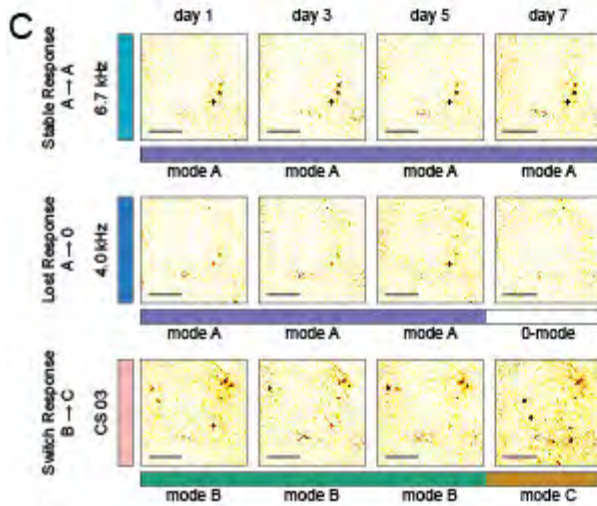 C
day 1 day 3 day 5 day 7
Stable Response
A → A
6.7 kHz
mode A mode A mode A mode A
Lost Response
A → 0
4.0 kHz
mode A mode A mode A 0-mode
Switch Response
B → C
CS 03
mode B mode B mode B mode C